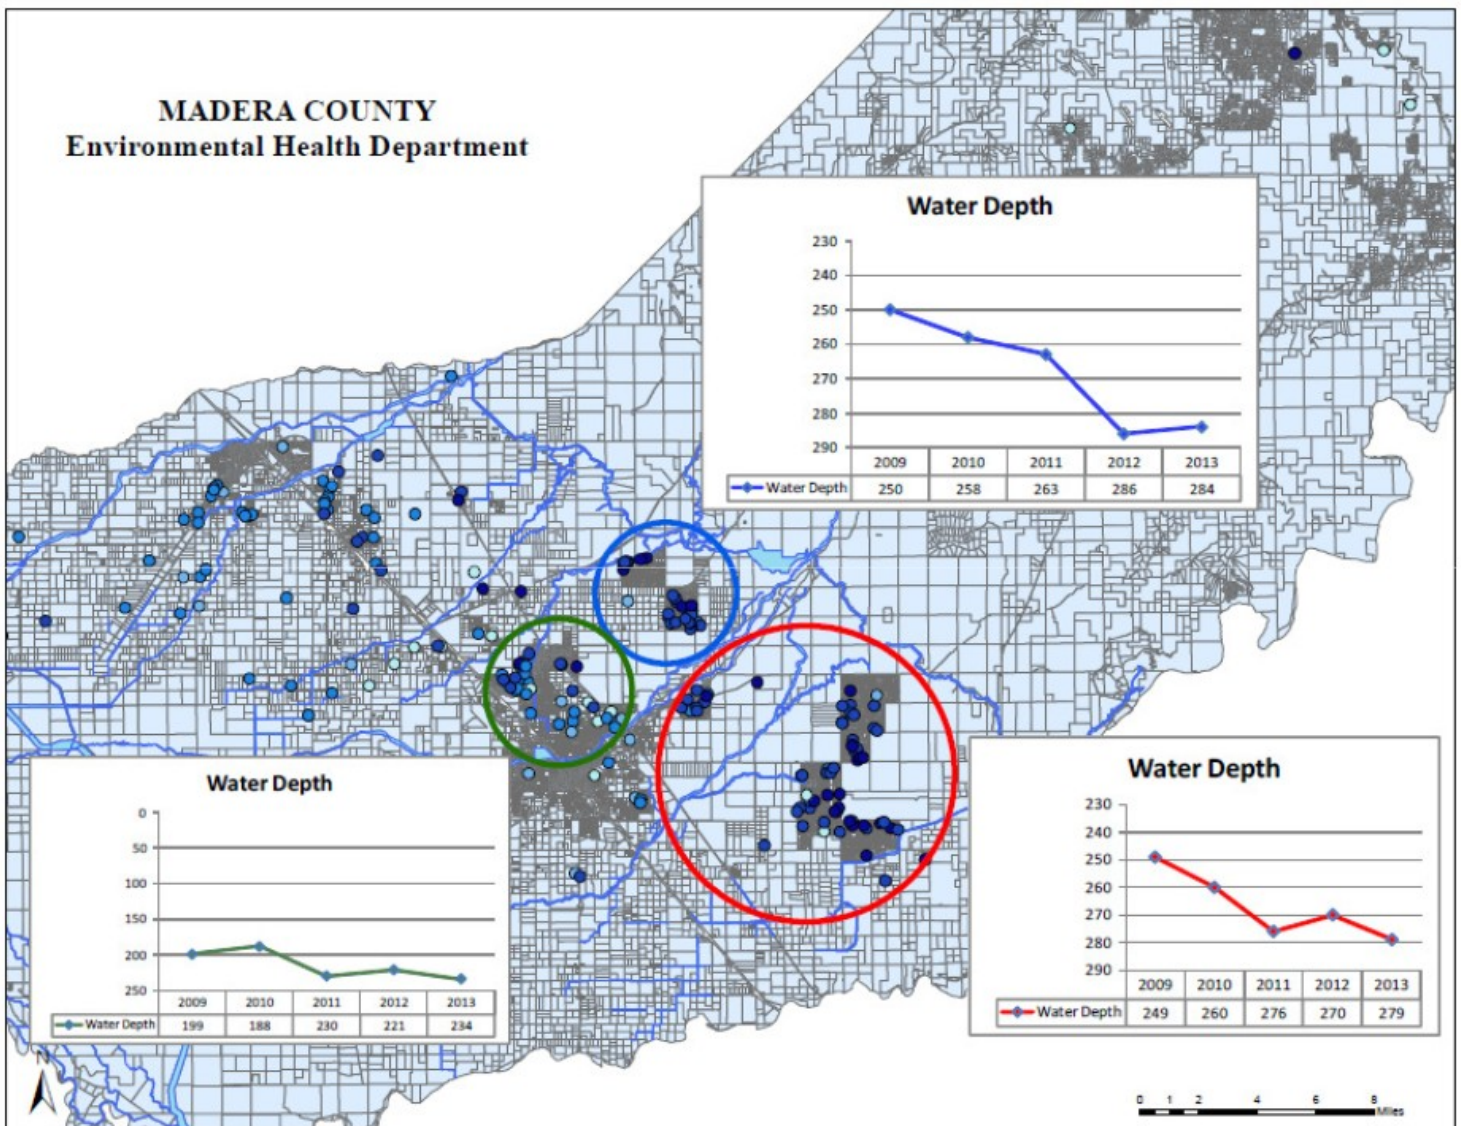 MADERA COUNTY
Environmental Health Department
Water Depth
230
240
250
260
270
280
290
2009 2010 2011 2012 2013
Water Depth 250 258 263 286 284
Water Depth
0
50
100
150
200
250
2009 2010 2011 2012 2013
Water Depth 199 188 230 221 234
Water Depth
230
240
250
260
270
280
290
2009 2010 2011 2012 2013
Water Depth 249 260 276 270 279
N
0 1 2 4 6 8
Miles